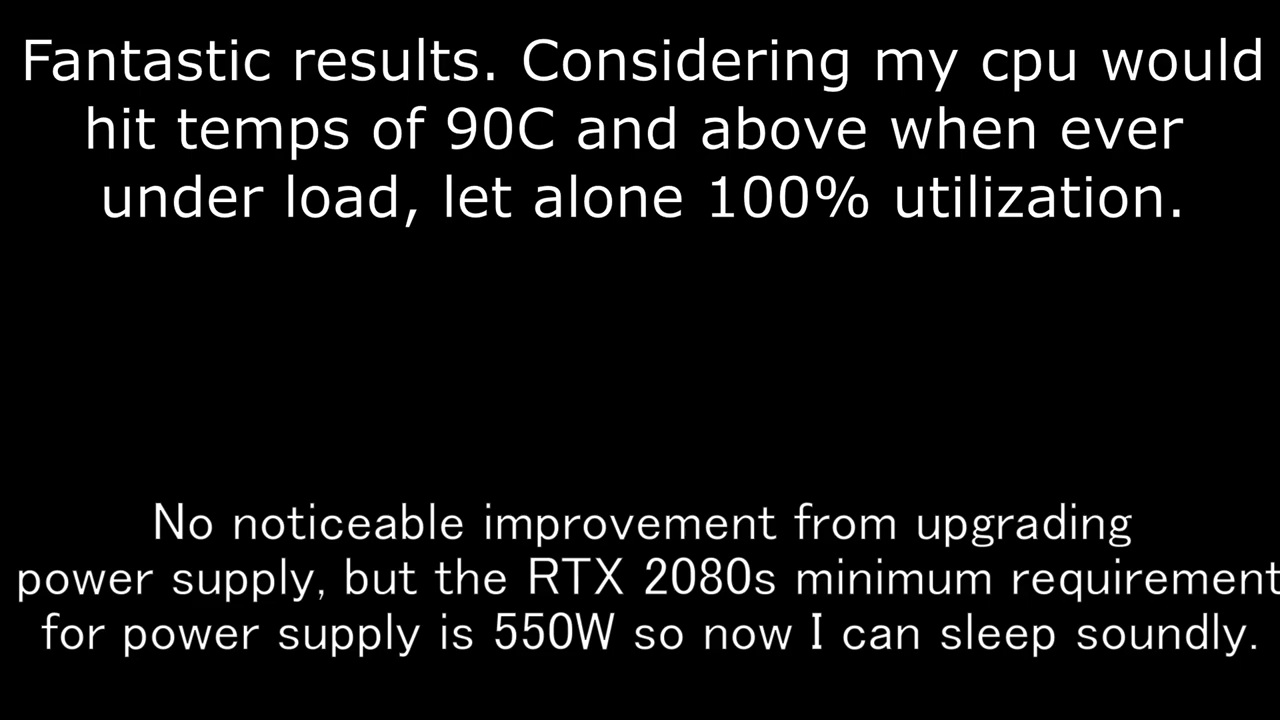 Fantastic results. Considering my cpu would
hit temps of 90C and above when ever
under load, let alone 100% utilization.
No noticeable improvement from upgrading
power supply, but the RTX 2080s minimum requirement
for power supply is 550W so now I can sleep soundly.